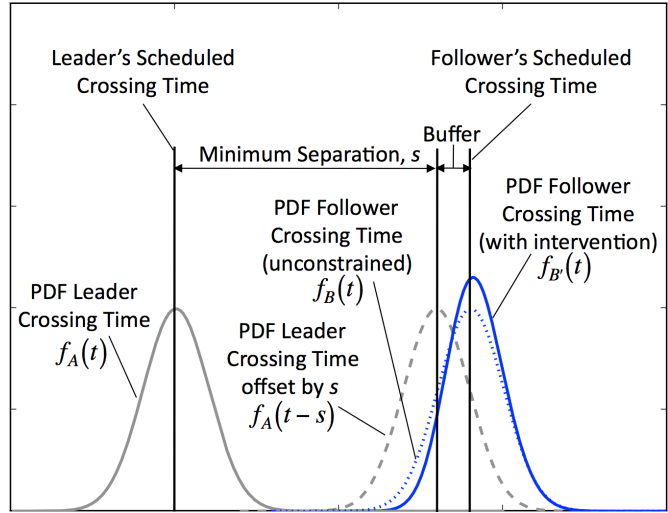 Leader's Scheduled
Crossing Time
Follower's Scheduled
Crossing Time
Buffer
Minimum Separation, s
PDF Follower
Crossing Time
(with intervention)
f_B'(t)
PDF Follower
Crossing Time
(unconstrained)
f_B(t)
PDF Leader
Crossing Time
f_A(t)
PDF Leader
Crossing Time
offset by s
f_A(t−s)